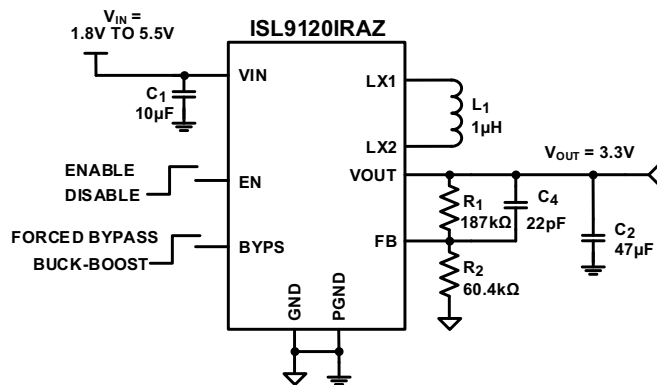 ISL9120IRAZ
VIN =
1.8V TO 5.5V
VIN
C1
10µF
LX1
L1
1µH
LX2
VOUT = 3.3V
ENABLE
DISABLE
EN
VOUT
R1
187kΩ
C4
22pF
C2
47µF
FORCED BYPASS
BUCK-BOOST
BYPS
FB
R2
60.4kΩ
GND
PGND